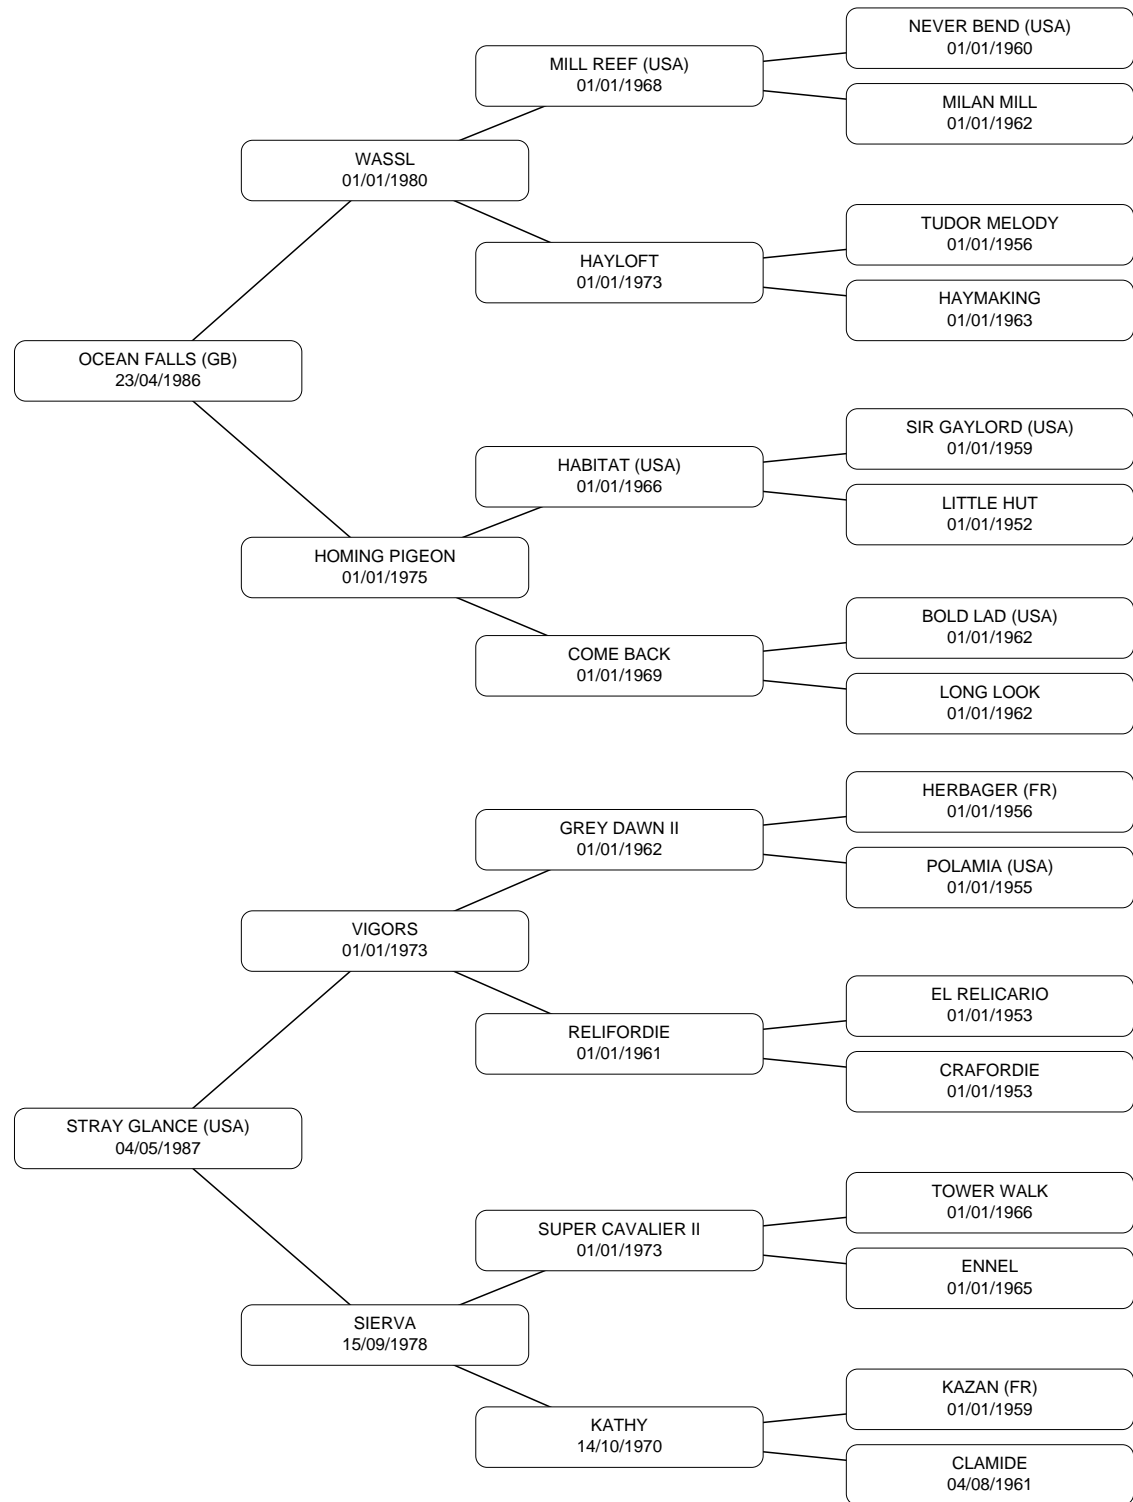 NEVER BEND (USA)
01/01/1960
MILL REEF (USA)
01/01/1968
MILAN MILL
01/01/1962
WASSL
01/01/1980
TUDOR MELODY
01/01/1956
HAYLOFT
01/01/1973
HAYMAKING
01/01/1963
OCEAN FALLS (GB)
23/04/1986
SIR GAYLORD (USA)
01/01/1959
HABITAT (USA)
01/01/1966
LITTLE HUT
01/01/1952
HOMING PIGEON
01/01/1975
BOLD LAD (USA)
01/01/1962
COME BACK
01/01/1969
LONG LOOK
01/01/1962
HERBAGER (FR)
01/01/1956
GREY DAWN II
01/01/1962
POLAMIA (USA)
01/01/1955
VIGORS
01/01/1973
EL RELICARIO
01/01/1953
RELIFORDIE
01/01/1961
CRAFORDIE
01/01/1953
STRAY GLANCE (USA)
04/05/1987
TOWER WALK
01/01/1966
SUPER CAVALIER II
01/01/1973
ENNEL
01/01/1965
SIERVA
15/09/1978
KAZAN (FR)
01/01/1959
KATHY
14/10/1970
CLAMIDE
04/08/1961